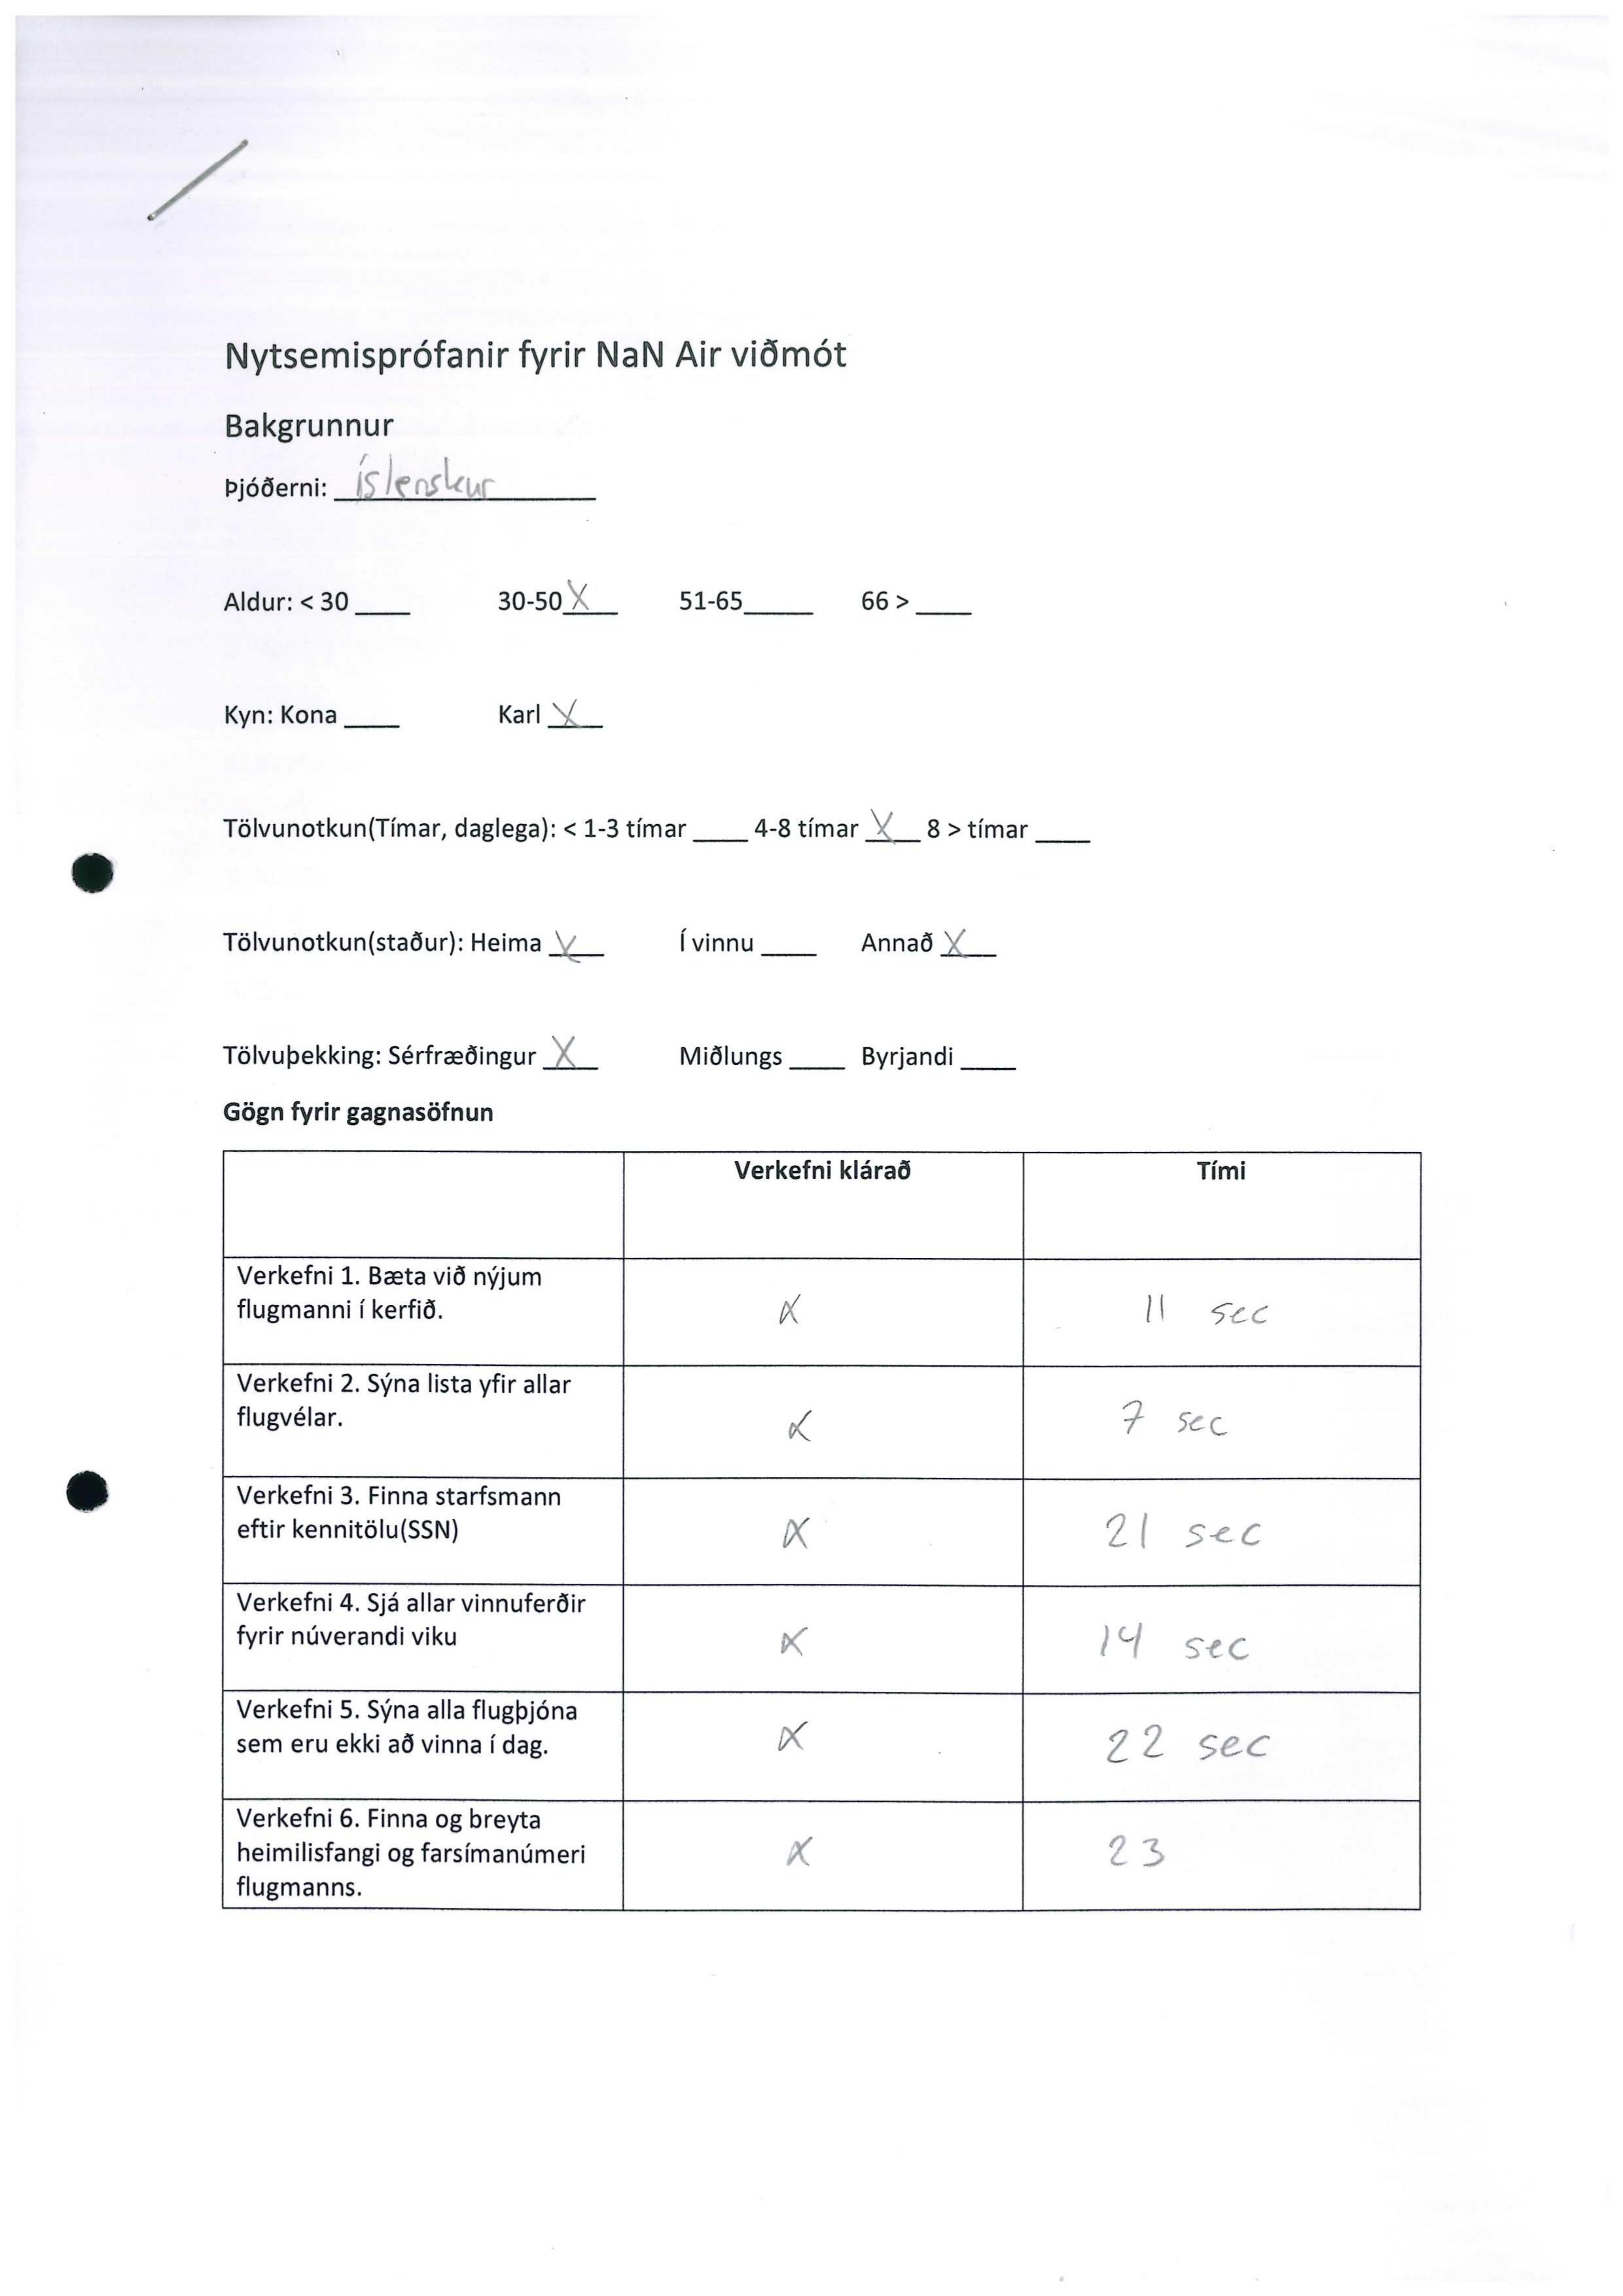 Nytsemisprófanir fyrir NaN Air viðmót
Bakgrunnur
Þjóðerni: íslenskur
Aldur: < 30 ____ 30-50 X 51-65_____ 66 > ____
Kyn: Kona ____ Karl X
Tölvunotkun(Tímar, daglega): < 1-3 tímar ____ 4-8 tímar X 8 > tímar ____
Tölvunotkun(staður): Heima X Í vinnu ____ Annað X
Tölvuþekking: Sérfræðingur X Miðlungs ____ Byrjandi ____
Gögn fyrir gagnasöfnun
Verkefni klárað Tími
Verkefni 1. Bæta við nýjum
flugmanni í kerfið. X 11 sec
Verkefni 2. Sýna lista yfir allar
flugvélar. X 7 sec
Verkefni 3. Finna starfsmann
eftir kennitölu(SSN) X 21 sec
Verkefni 4. Sjá allar vinnuferðir
fyrir núverandi viku X 14 sec
Verkefni 5. Sýna alla flugþjóna
sem eru ekki að vinna í dag. X 22 sec
Verkefni 6. Finna og breyta
heimilisfangi og farsímanúmeri X 23
flugmanns.